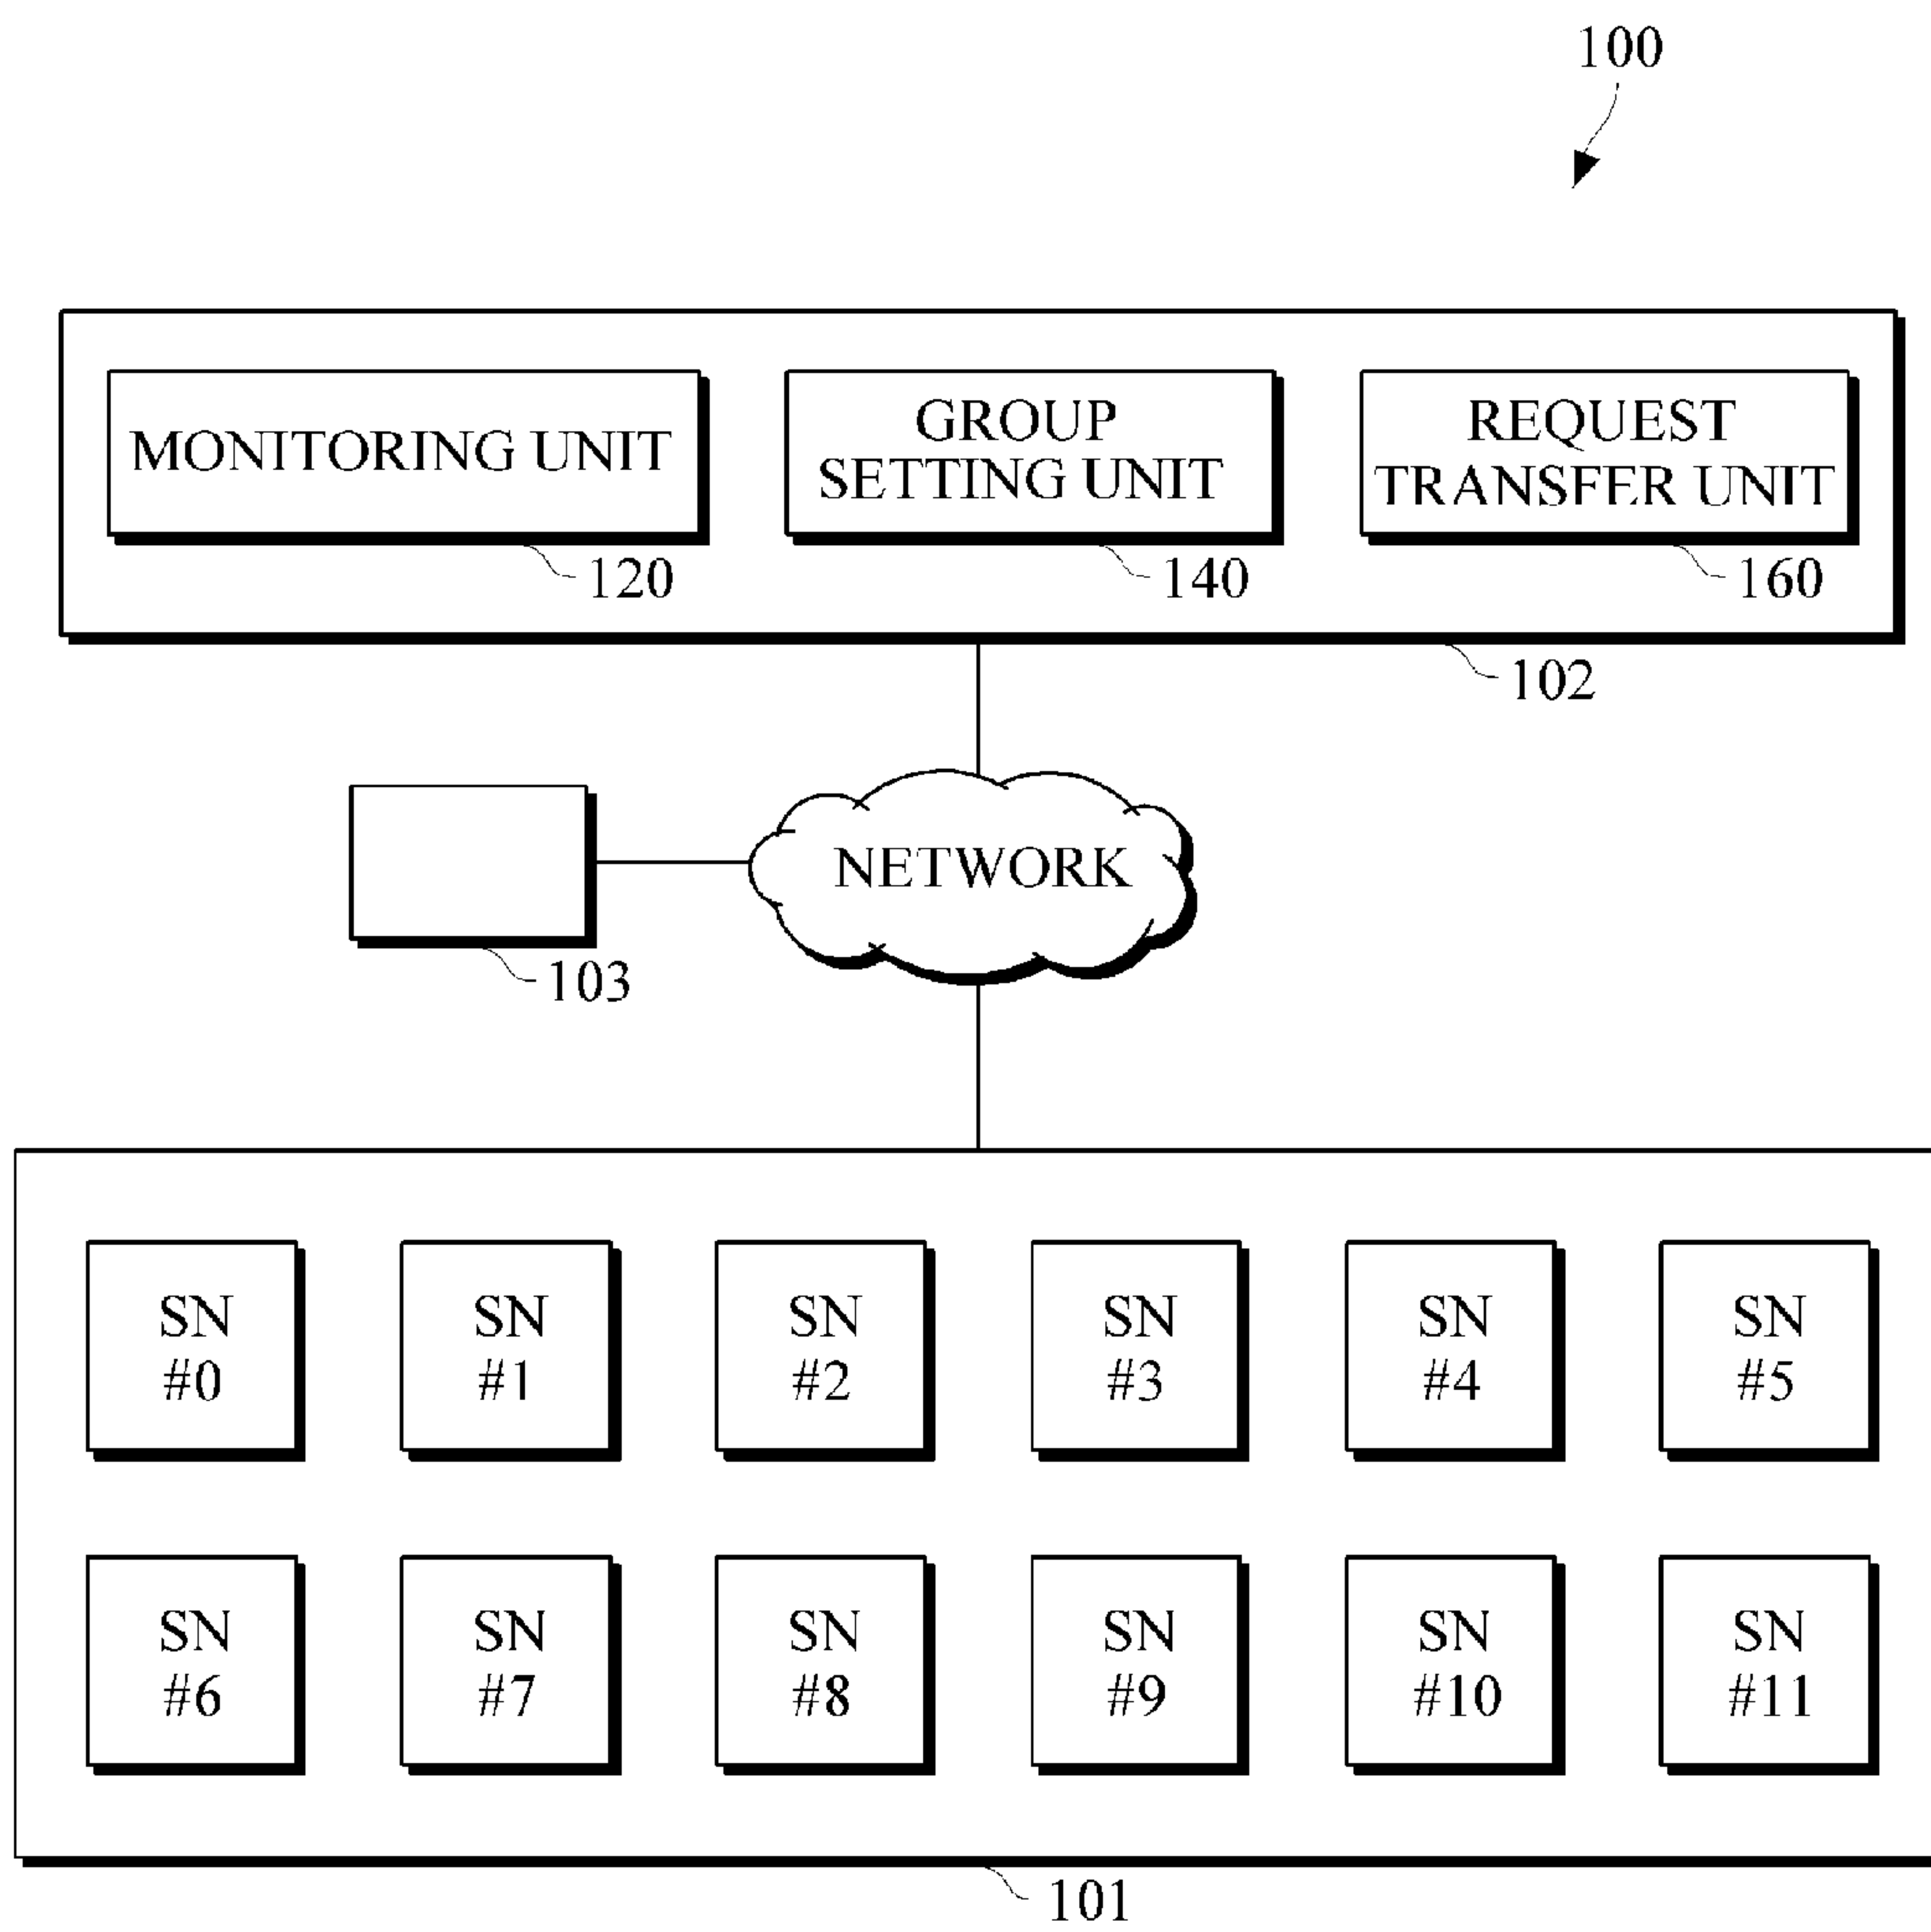 100
MONITORING UNIT
GROUP
SETTING UNIT
REQUEST
TRANSFER UNIT
120
140
160
102
NETWORK
103
SN
#0
SN
#1
SN
#2
SN
#3
SN
#4
SN
#5
SN
#6
SN
#7
SN
#8
SN
#9
SN
#10
SN
#11
101